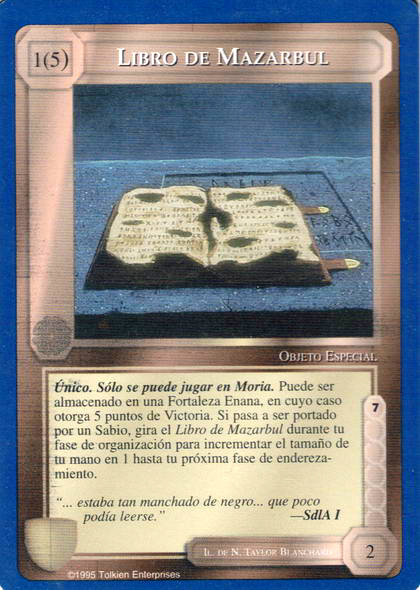 1(5)
LIBRO DE MAZARBUL
OBJETO ESPECIAL
Único. Sólo se puede jugar en Moria. Puede ser
almacenado en una Fortaleza Enana, en cuyo caso
otorga 5 puntos de Victoria. Si pasa a ser portado
por un Sabio, gira el Libro de Mazarbul durante tu
fase de organización para incrementar el tamaño de
tu mano en 1 hasta tu próxima fase de endereza-
miento.
7
"... estaba tan manchado de negro... que poco
podía leerse."
—SdlA I
IL. DE N. TAYLOR BLANCHARD
2
©1995 Tolkien Enterprises